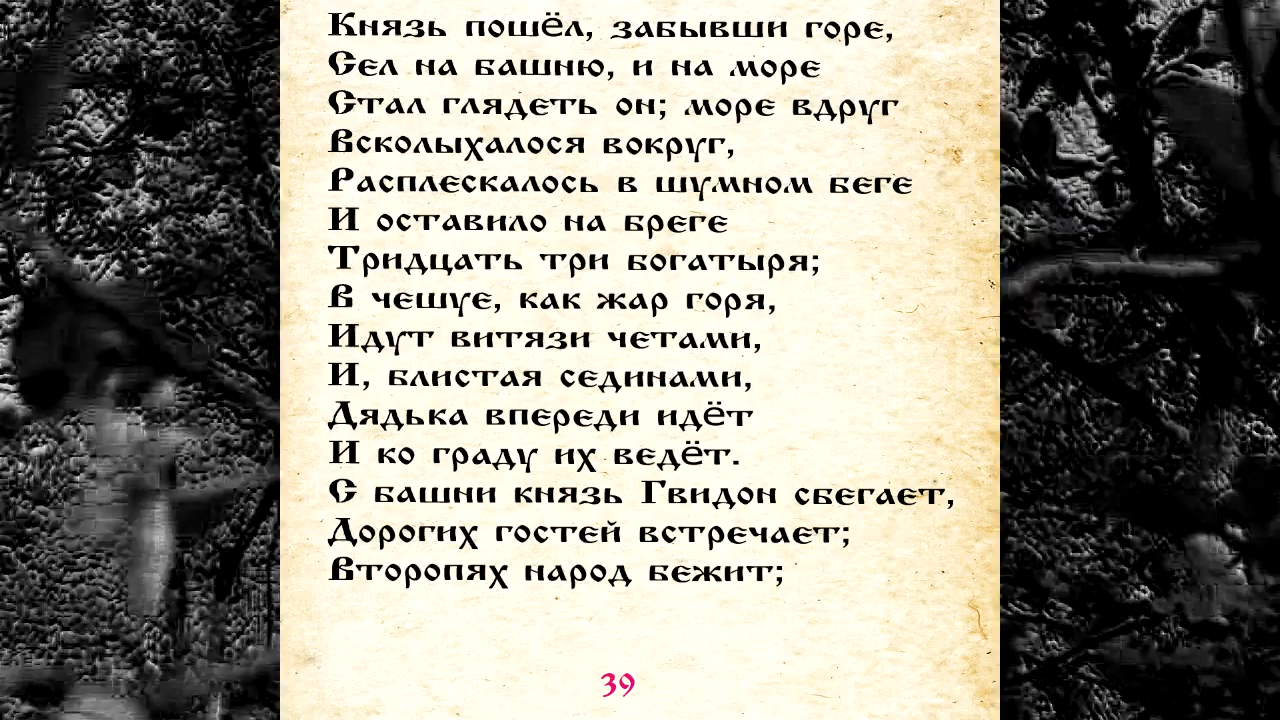 Князь пошёл, забывши горе,
Сел на башню, и на море
Стал глядеть он; море вдруг
Всколыхалося вокруг,
Расплескалось в шумном беге
И оставило на бреге
Тридцать три богатыря;
В чешуе, как жар горя,
Идут витязи четами,
И, блистая сединами,
Дядька впереди идёт
И ко граду их ведёт.
С башни князь Гвидон сбегает,
Дорогих гостей встречает;
Второпях народ бежит;
39